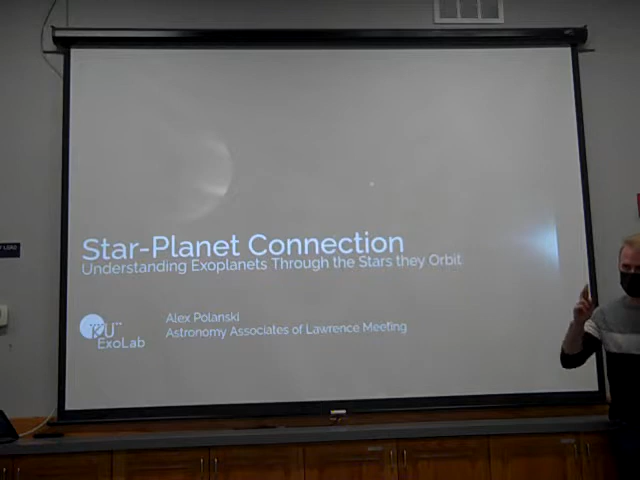 Star-Planet Connection
Understanding Exoplanets Through the Stars they Orbit
Alex Polanski
Astronomy Associates of Lawrence Meeting
KU
ExoLab